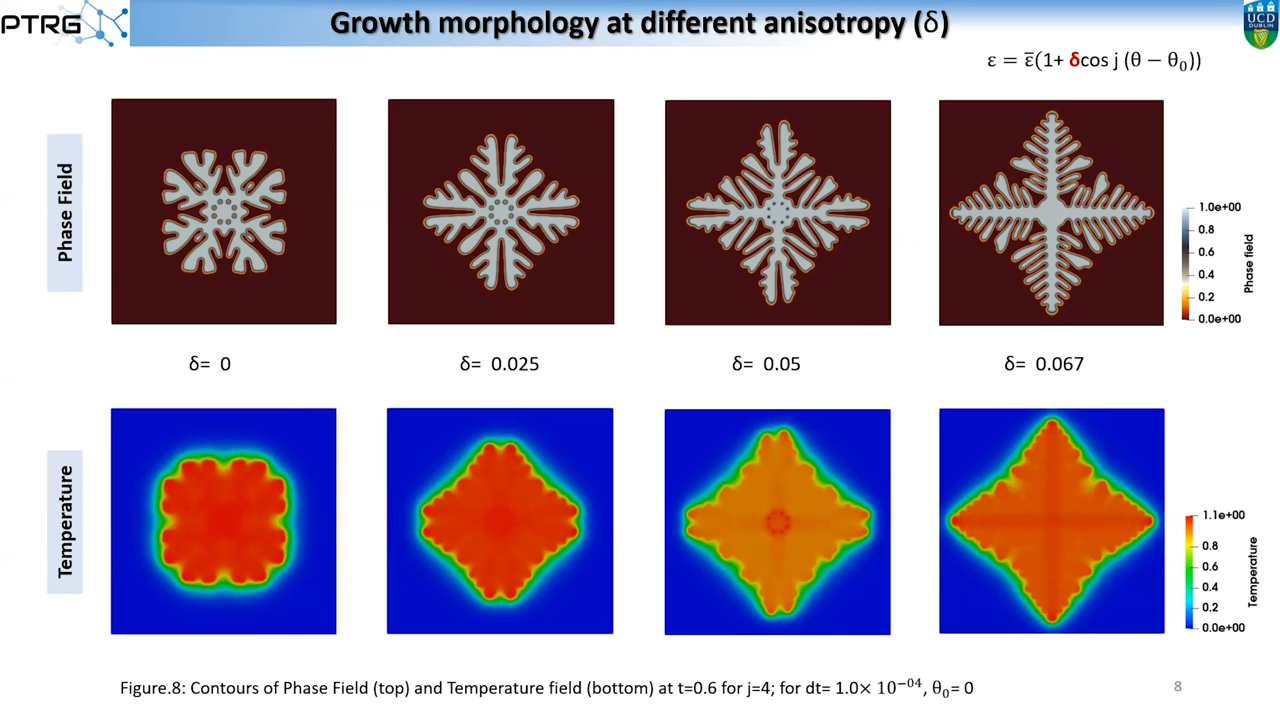 PTRG
Growth morphology at different anisotropy (δ)
UCD
DUBLIN
ε = ε̅(1+ δcos j (θ − θ₀))
Phase Field
1.0e+00
0.8
0.6
0.4
0.2
0.0e+00
Phase field
δ= 0
δ= 0.025
δ= 0.05
δ= 0.067
Temperature
1.1e+00
0.8
0.6
0.4
0.2
0.0e+00
Temperature
Figure.8: Contours of Phase Field (top) and Temperature field (bottom) at t=0.6 for j=4; for dt= 1.0× 10⁻⁰⁴, θ₀= 0
8